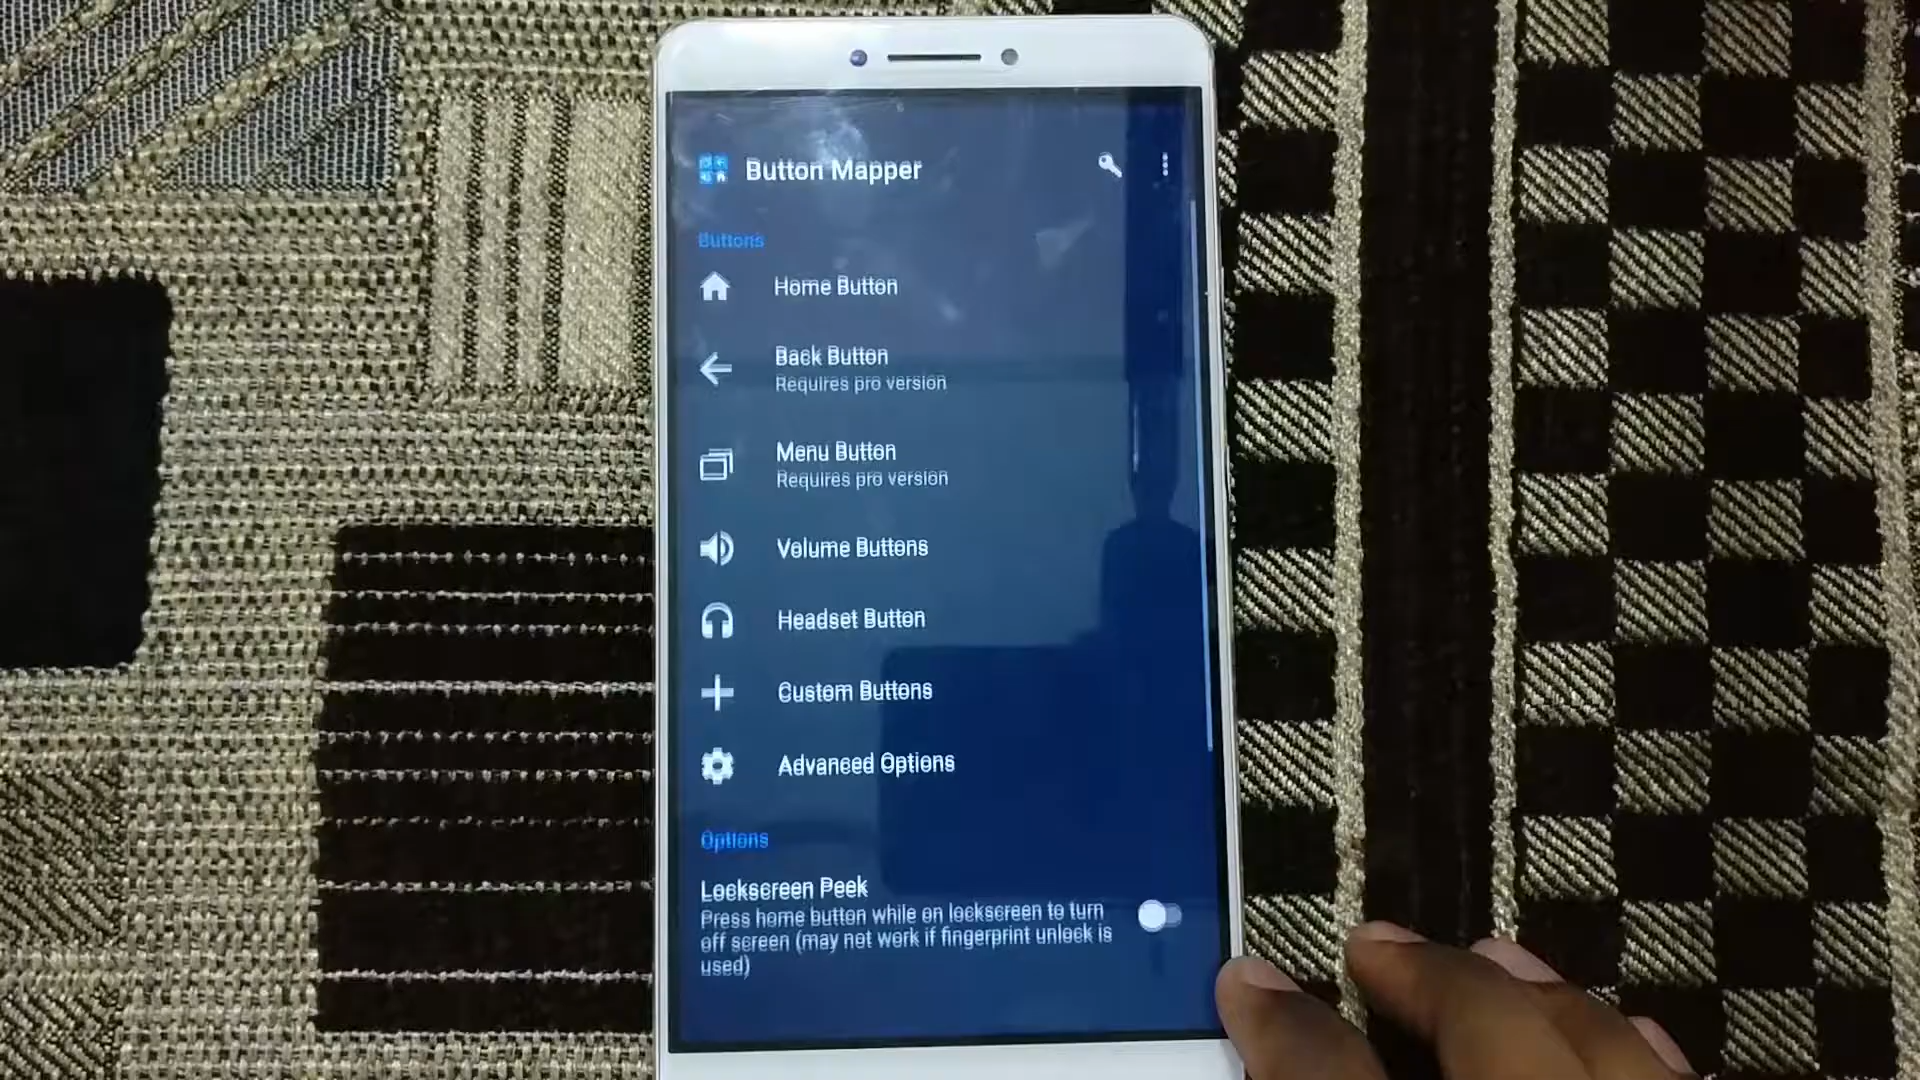 Button Mapper
Buttons
Home Button
Back Button
Requires pro version
Menu Button
Requires pro version
Volume Buttons
Headset Button
Custom Buttons
Advanced Options
Options
Lockscreen Peek
Press home button while on lockscreen to turn
off screen (may not work if fingerprint unlock is
used)